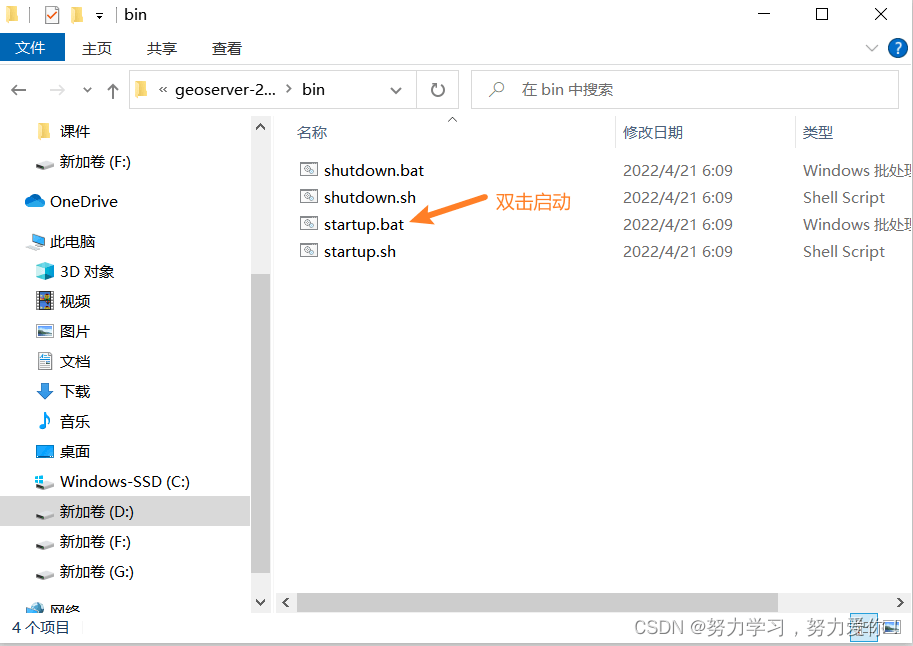 bin
文件 主页 共享 查看
« geoserver-2... › bin 在 bin 中搜索
名称 修改日期 类型
课件
新加卷 (F:)
OneDrive
此电脑
3D 对象
视频
图片
文档
下载
音乐
桌面
Windows-SSD (C:)
新加卷 (D:)
新加卷 (F:)
新加卷 (G:)
网络
shutdown.bat 2022/4/21 6:09 Windows 批处理
shutdown.sh 2022/4/21 6:09 Shell Script
startup.bat 2022/4/21 6:09 Windows 批处理
startup.sh 2022/4/21 6:09 Shell Script
双击启动
4 个项目
CSDN @努力学习，努力爱你!